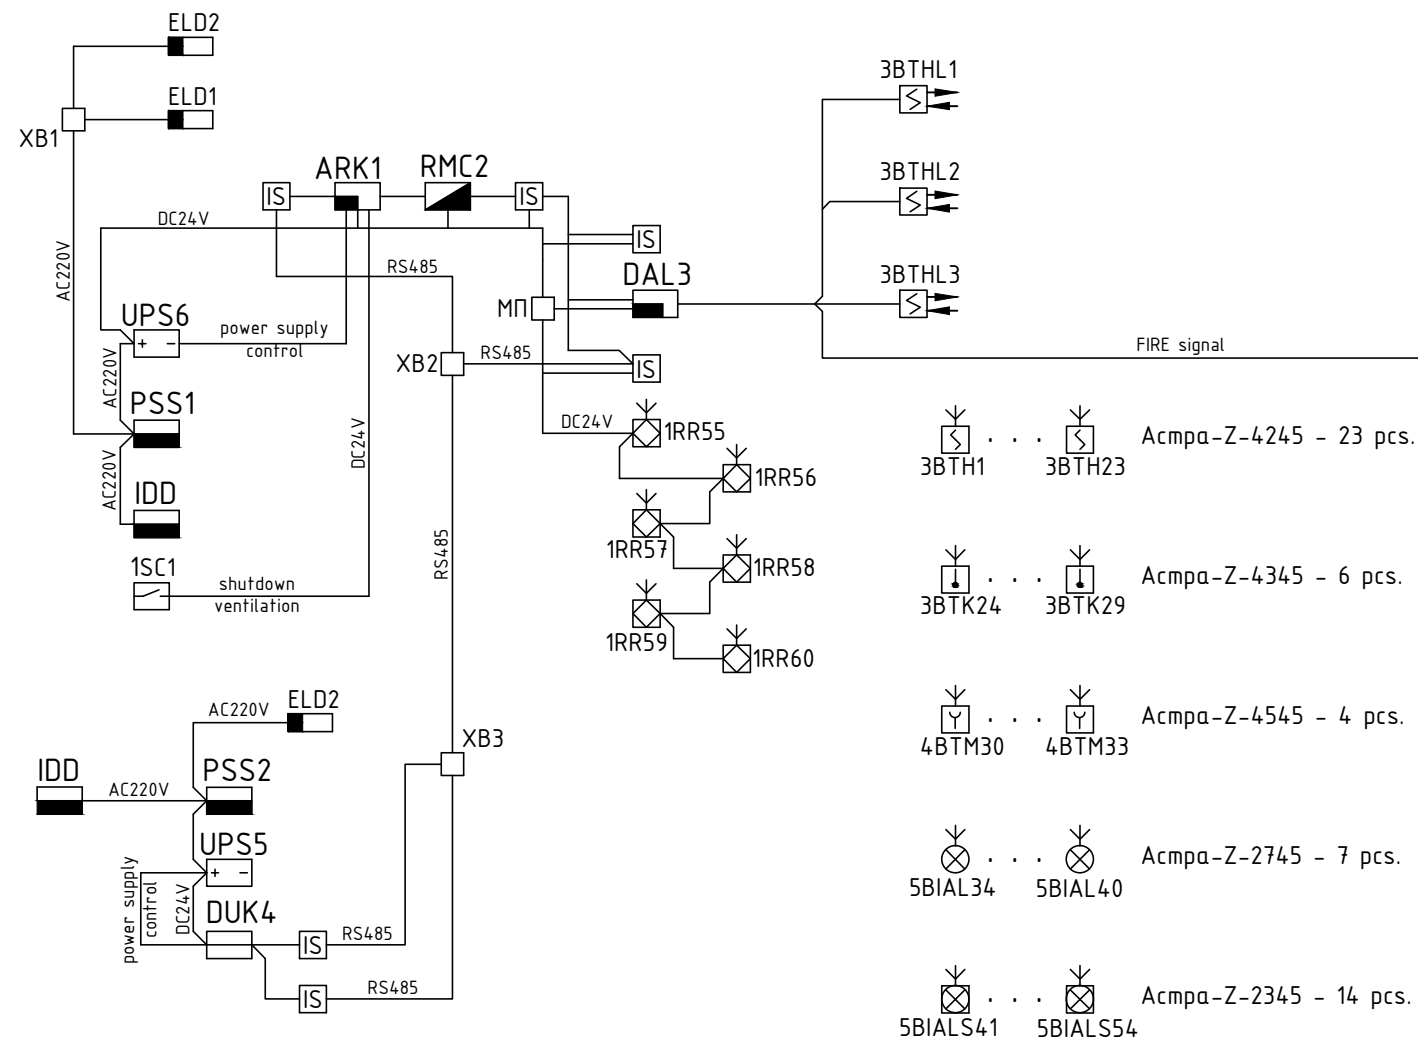 ELD2
ELD1
XB1
AC220V
3BTHL1
3BTHL2
3BTHL3
ARK1
RMC2
IS
IS
DC24V
RS485
IS
DAL3
МП
UPS6
+ -
power supply
control
AC220V
XB2
RS485
IS
FIRE signal
PSS1
DC24V
DC24V
1RR55
1RR56
1RR57
1RR58
1RR59
1RR60
AC220V
IDD
1SC1
shutdown
ventilation
RS485
3BTH1 . . . 3BTH23 Астра-Z-4245 - 23 pcs.
3BTK24 . . . 3BTK29 Астра-Z-4345 - 6 pcs.
4BTM30 . . . 4BTM33 Астра-Z-4545 - 4 pcs.
5BIAL34 . . . 5BIAL40 Астра-Z-2745 - 7 pcs.
5BIALS41 . . . 5BIALS54 Астра-Z-2345 - 14 pcs.
ELD2
AC220V
XB3
IDD
AC220V
PSS2
UPS5
+ -
power supply
control
DC24V
DUK4
IS
RS485
IS
RS485